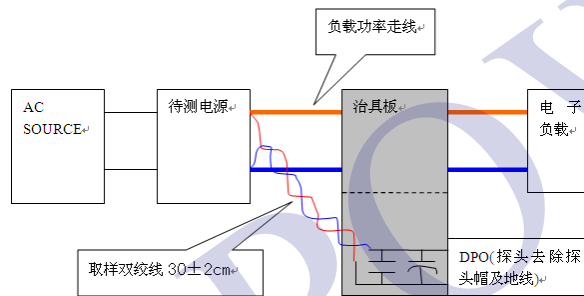 负载功率走线
AC
SOURCE
待测电源
治具板
电子
负载
取样双绞线 30±2cm
DPO(探头去除探
头帽及地线)